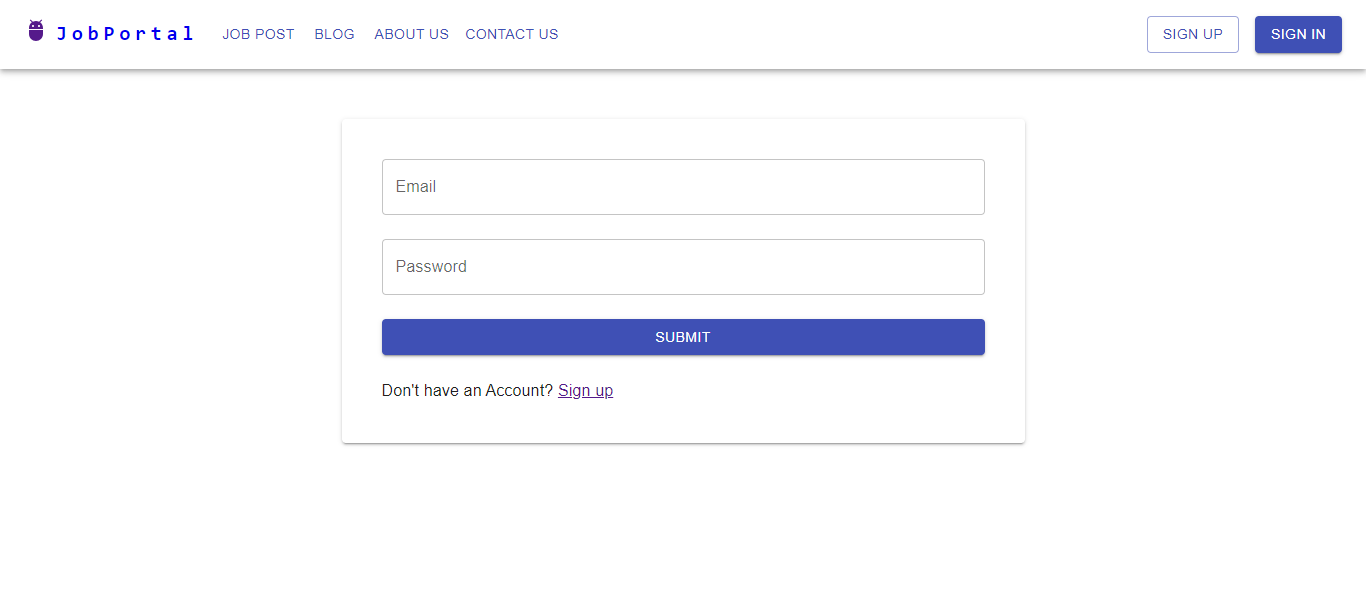 JobPortal JOB POST BLOG ABOUT US CONTACT US SIGN UP SIGN IN
Email
Password
SUBMIT
Don't have an Account? Sign up